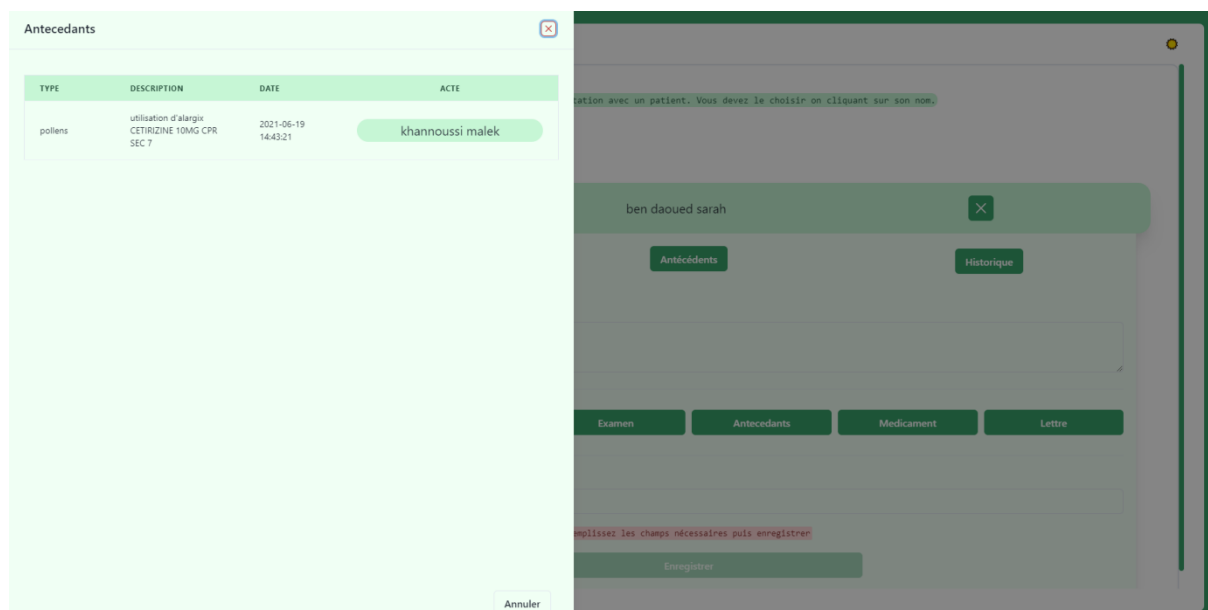 Antecedants
TYPE DESCRIPTION DATE ACTE
pollens
utilisation d'alargix
CETIRIZINE 10MG CPR
SEC 7
2021-06-19
14:43:21
khannoussi malek
Annuler
cation avec un patient. Vous devez le choisir on cliquant sur son nom.
ben daoued sarah
Antécédents Historique
Examen Antecedants Medicament Lettre
emplissez les champs nécessaires puis enregistrer
Enregistrer